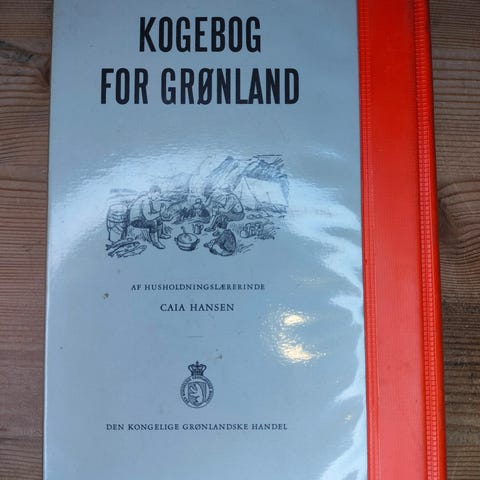 KOGEBOG
FOR GRØNLAND
AF HUSHOLDNINGSLÆRERINDE
CAIA HANSEN
DEN KONGELIGE GRØNLANDSKE HANDEL